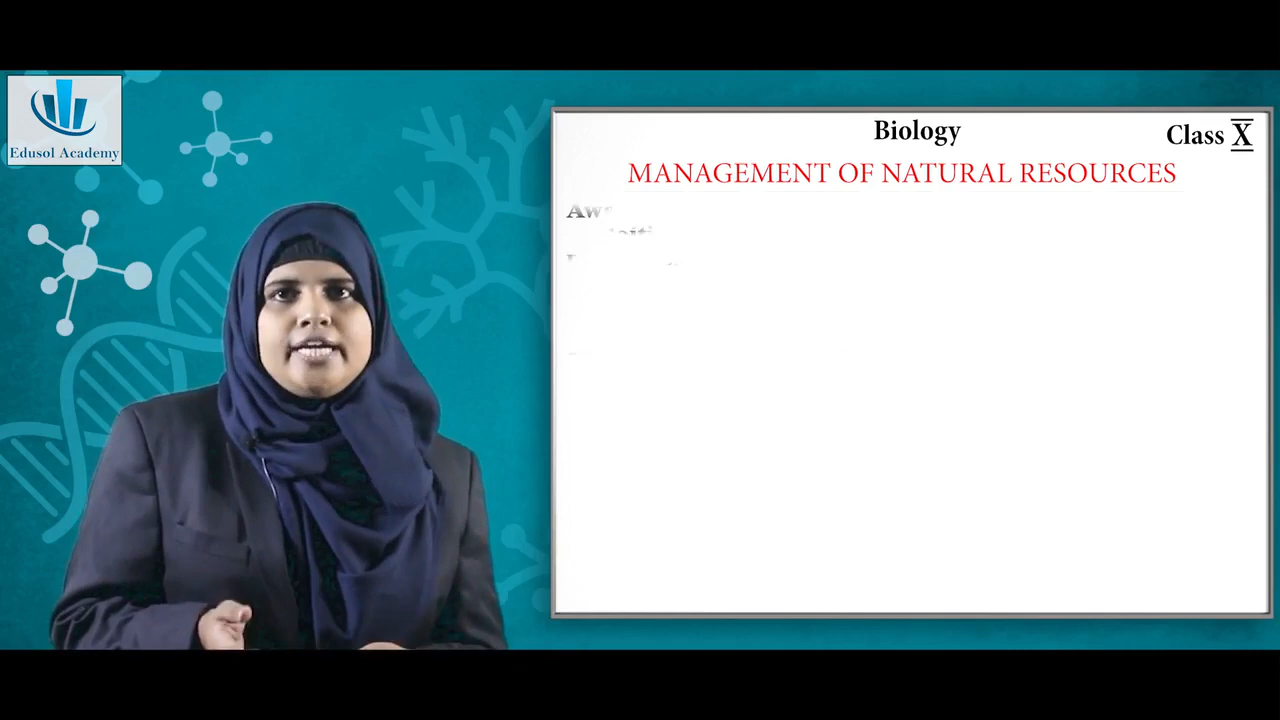 Edusol Academy
Biology
Class X
MANAGEMENT OF NATURAL RESOURCES